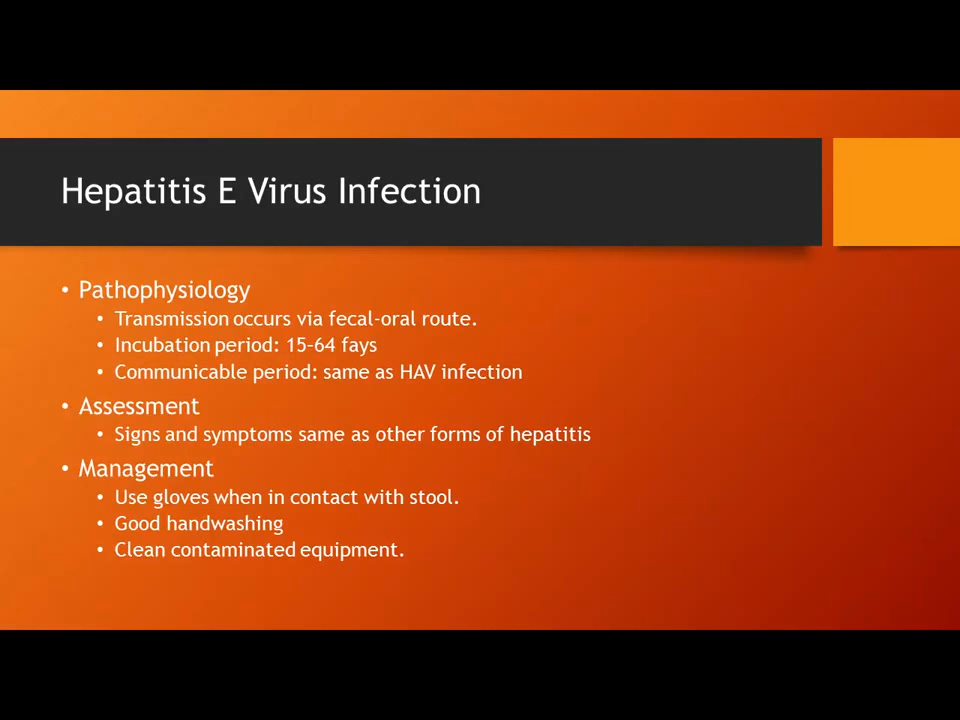 Hepatitis E Virus Infection
• Pathophysiology
• Transmission occurs via fecal-oral route.
• Incubation period: 15-64 fays
• Communicable period: same as HAV infection
• Assessment
• Signs and symptoms same as other forms of hepatitis
• Management
• Use gloves when in contact with stool.
• Good handwashing
• Clean contaminated equipment.